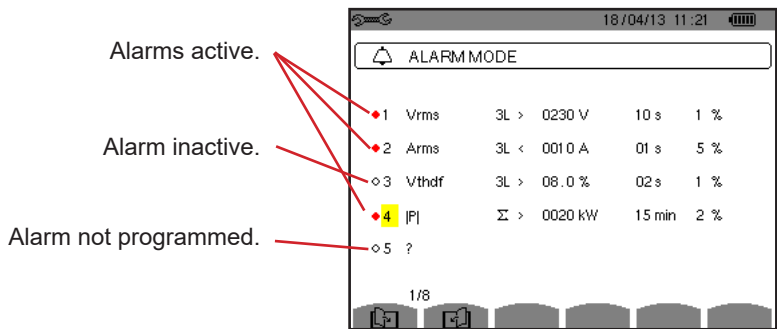 18/04/13 11:21
ALARM MODE
Alarms active.
1 Vrms 3L > 0230 V 10 s 1 %
2 Arms 3L < 0010 A 01 s 5 %
Alarm inactive.
3 Vthdf 3L > 08.0 % 02 s 1 %
4 |P| Σ > 0020 kW 15 min 2 %
Alarm not programmed.
5 ?
1/8